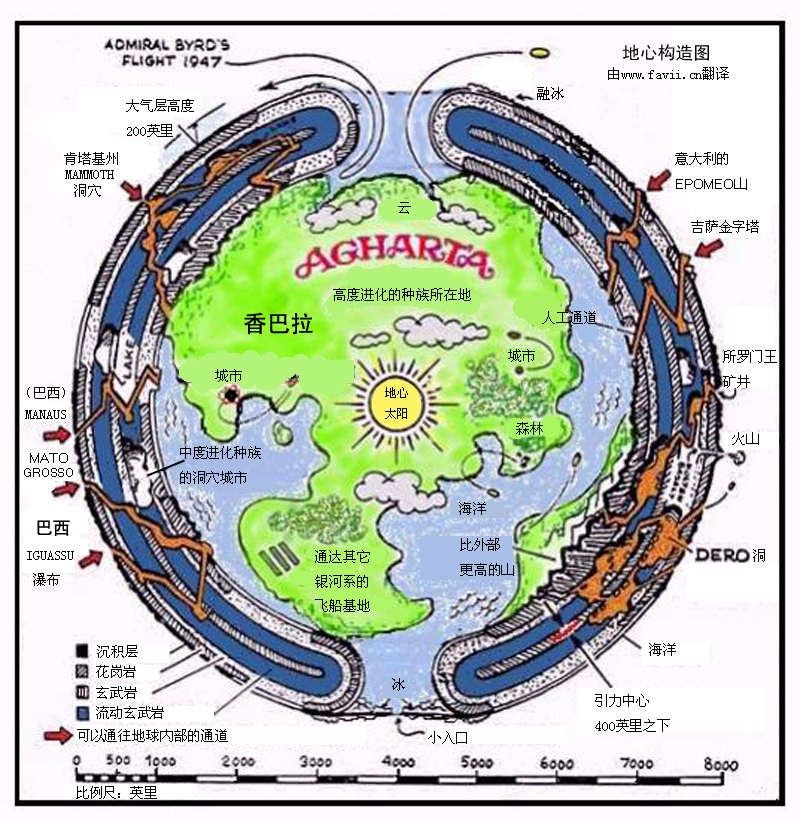 ADMIRAL BYRD'S
FLIGHT 1947
地心构造图
由www.favii.cn翻译
融冰
大气层高度
200英里
肯塔基州
MAMMOTH
洞穴
意大利的
EPOMEO山
吉萨金字塔
云
AGHARTA
高度进化的种族所在地
香巴拉
人工通道
LAKE
城市
城市
地心
太阳
所罗门王
矿井
(巴西)
MANAUS
森林
火山
MATO
GROSSO
中度进化种族
的洞穴城市
海洋
巴西
IGUASSU
瀑布
通达其它
银河系的
飞船基地
比外部
更高的山
DERO洞
沉积层
花岗岩
玄武岩
流动玄武岩
可以通往地球内部的通道
冰
小入口
海洋
引力中心
400英里之下
0 500 1000 2000 3000 4000 5000 6000 7000 8000
比例尺：英里